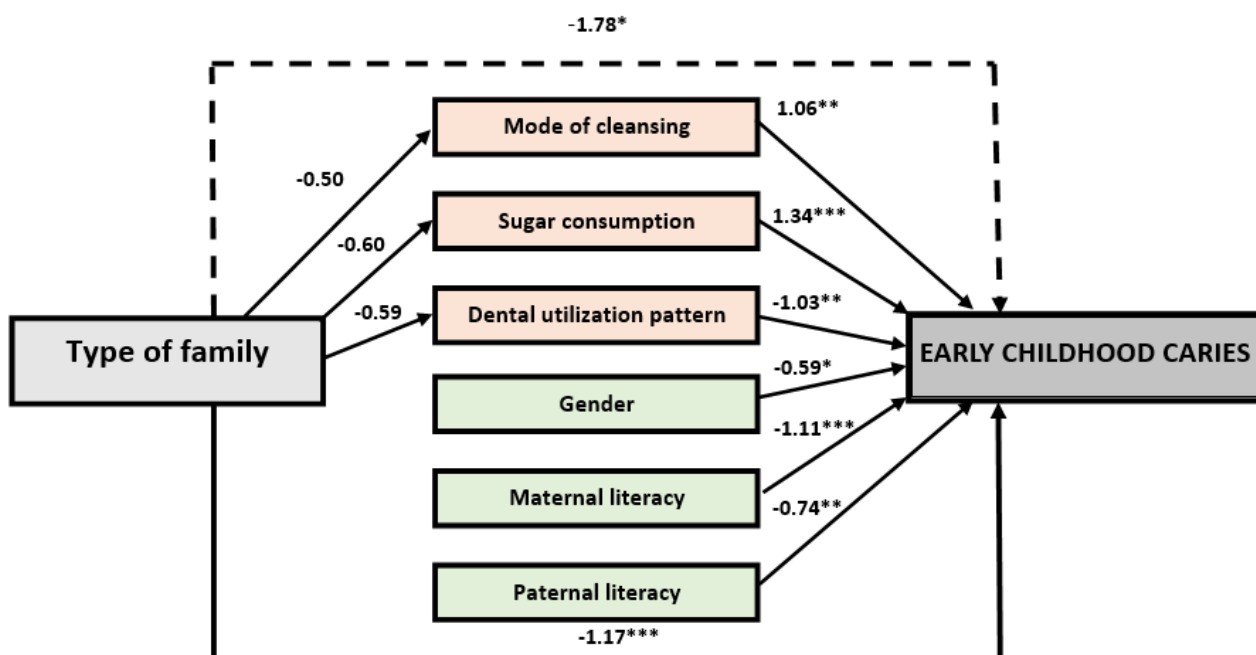 -1.78*
Mode of cleansing
1.06**
-0.50
Sugar consumption
1.34***
-0.60
Dental utilization pattern
-1.03**
-0.59
Type of family
EARLY CHILDHOOD CARIES
-0.59*
Gender
-1.11***
Maternal literacy
-0.74**
Paternal literacy
-1.17***